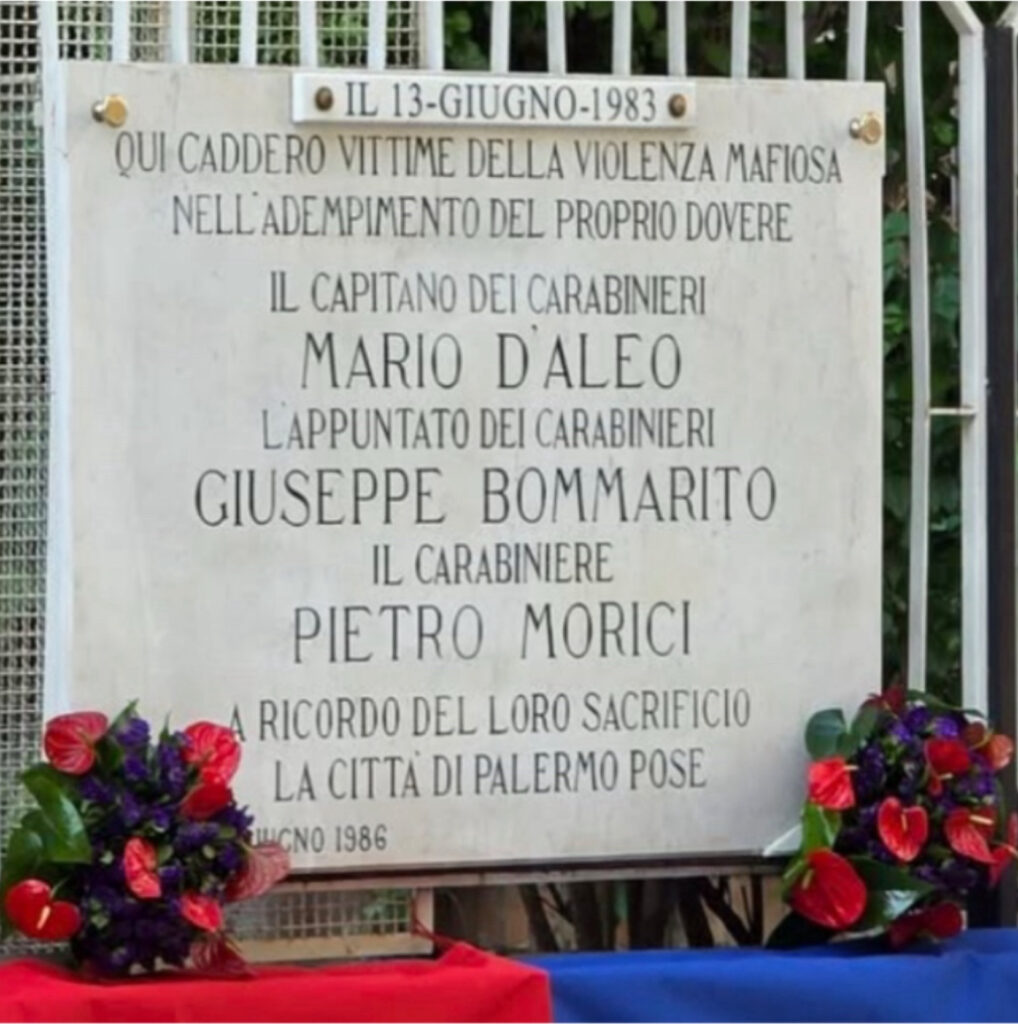 IL 13-GIUGNO-1983
QUI CADDERO VITTIME DELLA VIOLENZA MAFIOSA
NELL'ADEMPIMENTO DEL PROPRIO DOVERE
IL CAPITANO DEI CARABINIERI
MARIO D'ALEO
L'APPUNTATO DEI CARABINIERI
GIUSEPPE BOMMARITO
IL CARABINIERE
PIETRO MORICI
A RICORDO DEL LORO SACRIFICIO
LA CITTÀ DI PALERMO POSE
GIUGNO 1986